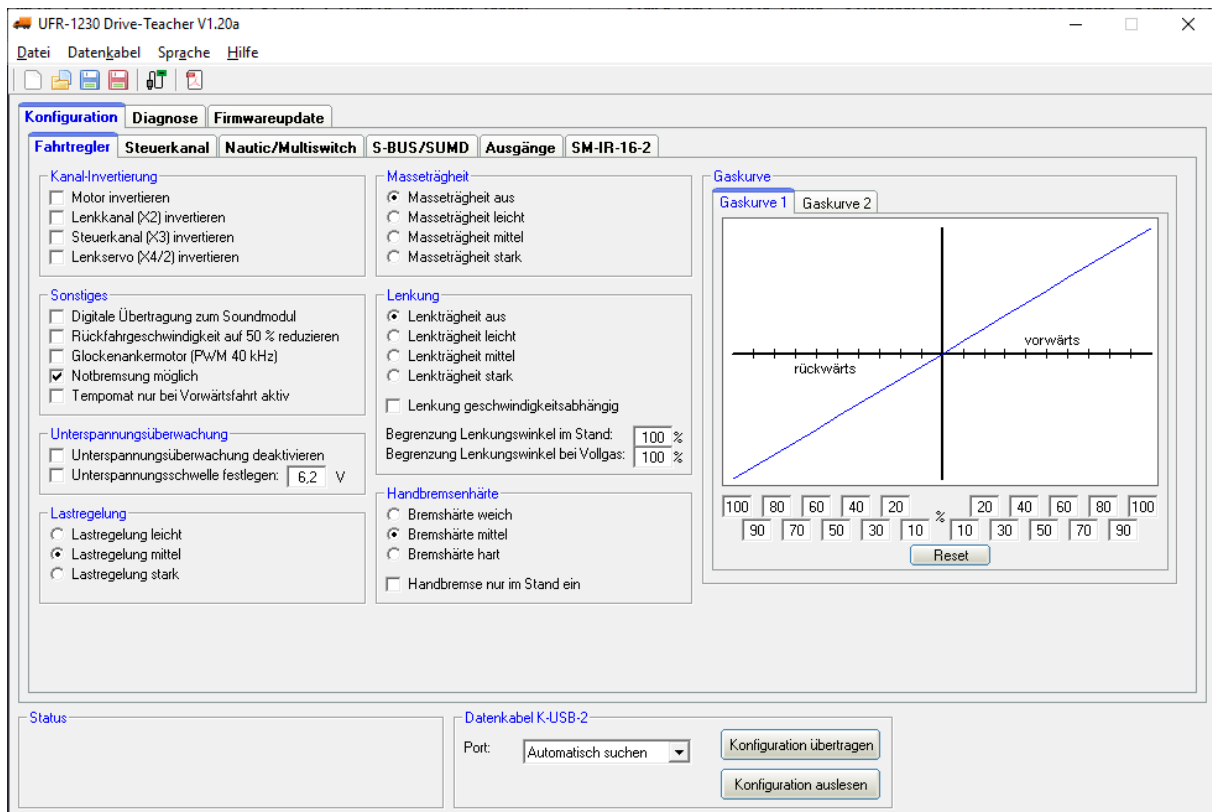 UFR-1230 Drive-Teacher V1.20a
Datei Datenkabel Sprache Hilfe
Konfiguration Diagnose Firmwareupdate
Fahrtregler Steuerkanal Nautic/Multiswitch S-BUS/SUMD Ausgänge SM-IR-16-2
Kanal-Invertierung
Motor invertieren
Lenkkanal (X2) invertieren
Steuerkanal (X3) invertieren
Lenkservo (X4/2) invertieren
Sonstiges
Digitale Übertragung zum Soundmodul
Rückfahrgeschwindigkeit auf 50 % reduzieren
Glockenankermotor (PWM 40 kHz)
Notbremsung möglich
Tempomat nur bei Vorwärtsfahrt aktiv
Unterspannungsüberwachung
Unterspannungsüberwachung deaktivieren
Unterspannungsschwelle festlegen: 6,2 V
Lastregelung
Lastregelung leicht
Lastregelung mittel
Lastregelung stark
Masseträgheit
Masseträgheit aus
Masseträgheit leicht
Masseträgheit mittel
Masseträgheit stark
Lenkung
Lenkträgheit aus
Lenkträgheit leicht
Lenkträgheit mittel
Lenkträgheit stark
Lenkung geschwindigkeitsabhängig
Begrenzung Lenkungswinkel im Stand: 100 %
Begrenzung Lenkungswinkel bei Vollgas: 100 %
Handbremsenhärte
Bremshärte weich
Bremshärte mittel
Bremshärte hart
Handbremse nur im Stand ein
Gaskurve
Gaskurve 1 Gaskurve 2
vorwärts
rückwärts
100 80 60 40 20 % 20 40 60 80 100
90 70 50 30 10 10 30 50 70 90
Reset
Status
Datenkabel K-USB-2
Port: Automatisch suchen
Konfiguration übertragen
Konfiguration auslesen